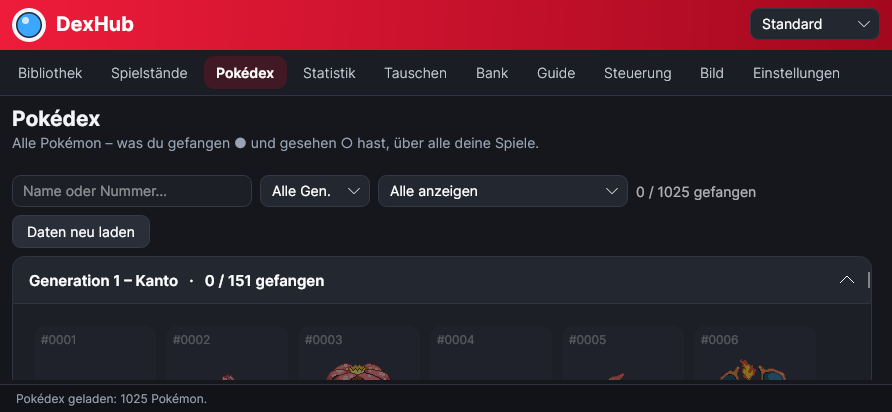 DexHub
Standard
Bibliothek Spielstände Pokédex Statistik Tauschen Bank Guide Steuerung Bild Einstellungen
Pokédex
Alle Pokémon – was du gefangen ● und gesehen ○ hast, über alle deine Spiele.
Name oder Nummer... Alle Gen. Alle anzeigen 0 / 1025 gefangen
Daten neu laden
Generation 1 – Kanto · 0 / 151 gefangen
#0001 #0002 #0003 #0004 #0005 #0006
Pokédex geladen: 1025 Pokémon.